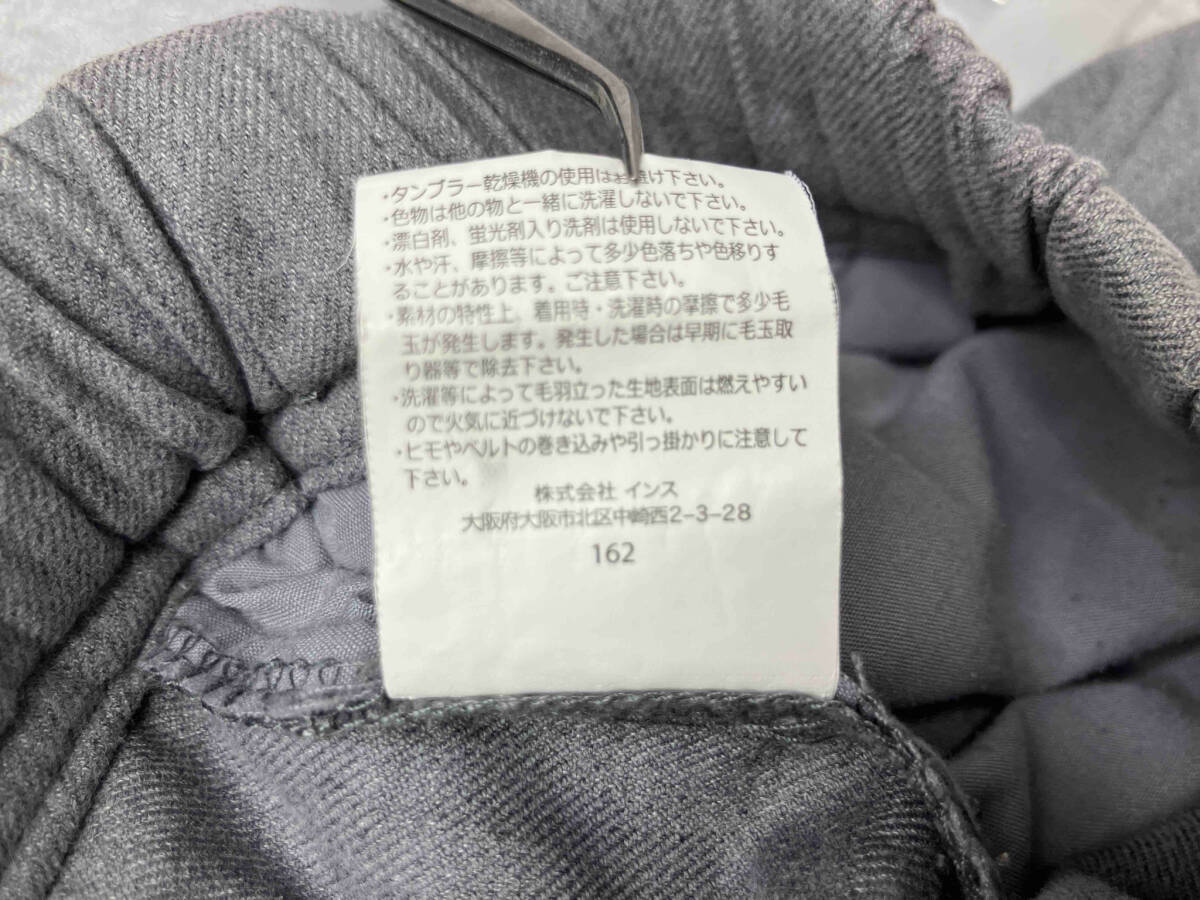 ・タンブラー乾燥機の使用はお避け下さい。
・色物は他の物と一緒に洗濯しないで下さい。
・漂白剤、蛍光剤入り洗剤は使用しないで下さい。
・水や汗、摩擦等によって多少色落ちや色移りす
ることがあります。ご注意下さい。
・素材の特性上、着用時・洗濯時の摩擦で多少毛
玉が発生します。発生した場合は早期に毛玉取
り器等で除去下さい。
・洗濯等によって毛羽立った生地表面は燃えやすい
ので火気に近づけないで下さい。
・ヒモやベルトの巻き込みや引っ掛かりに注意して
下さい。
株式会社 インス
大阪府大阪市北区中崎西2-3-28
162